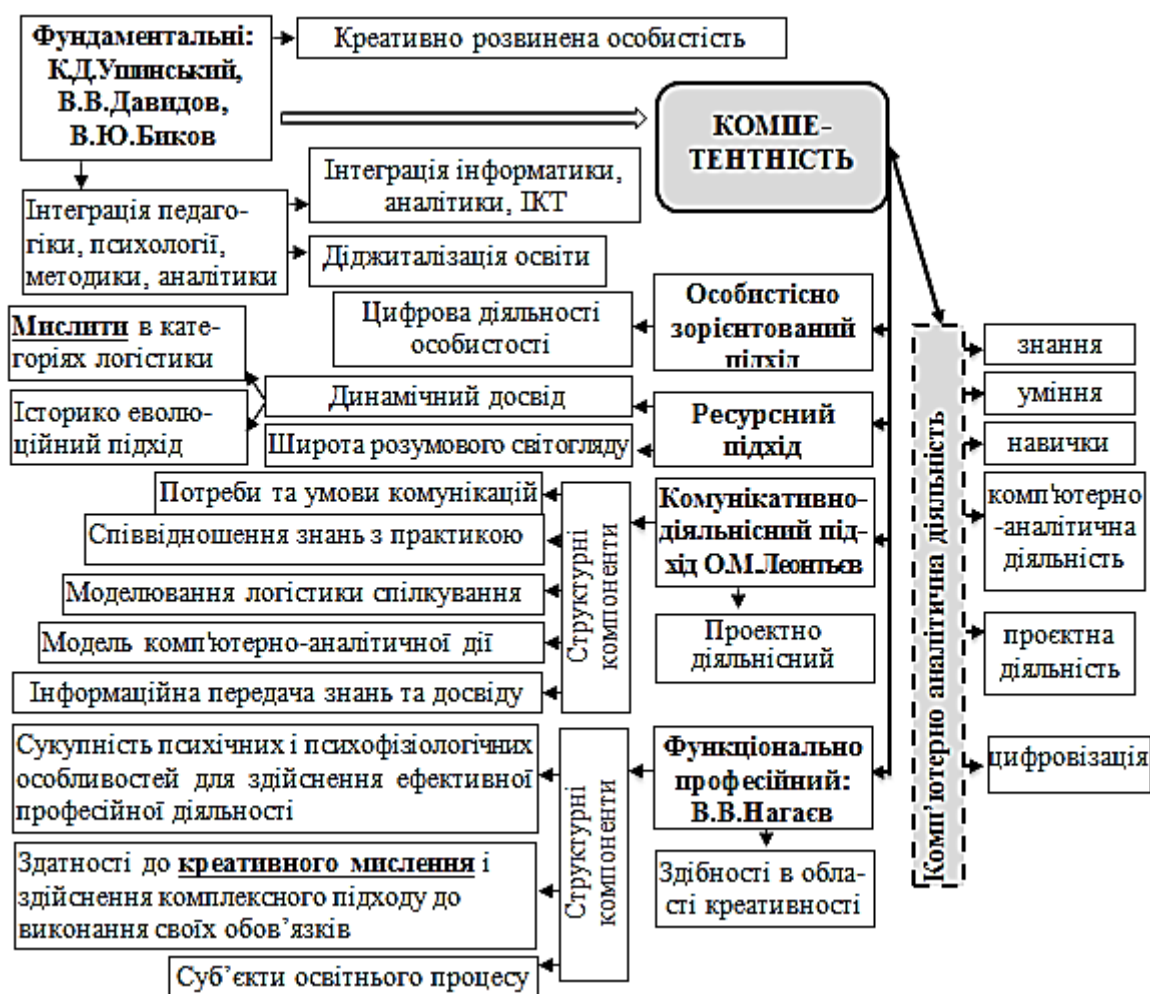 Фундаментальні:
К.Д.Ушинський,
В.В.Давидов,
В.Ю.Биков
Креативно розвинена особистість
КОМПЕ-
ТЕНТНІСТЬ
Інтеграція педаго-
гіки, психології,
методики, аналітики
Інтеграція інформатики,
аналітики, ІКТ
Діджиталізація освіти
Особистісно
зорієнтований
підхід
Цифрова діяльності
особистості
Мислити в кате-
горіях логістики
Історико еволю-
ційний підхід
Динамічний досвід
Широта розумового світогляду
Ресурсний
підхід
Комунікативно-
діяльнісний під-
хід О.М.Леонтьєв
Проектно
діяльнісний
Структурні
компоненти
Потреби та умови комунікацій
Співвідношення знань з практикою
Моделювання логістики спілкування
Модель комп'ютерно-аналітичної дії
Інформаційна передача знань та досвіду
Функціонально
професійний:
В.В.Нагаєв
Здібності в обла-
сті креативності
Структурні
компоненти
Сукупність психічних і психофізіологічних
особливостей для здійснення ефективної
професійної діяльності
Здатності до креативного мислення і
здійснення комплексного підходу до
виконання своїх обов’язків
Суб’єкти освітнього процесу
Комп’ютерно аналітична діяльність
знання
уміння
навички
комп'ютерно
-аналітична
діяльність
проєктна
діяльність
цифровізація